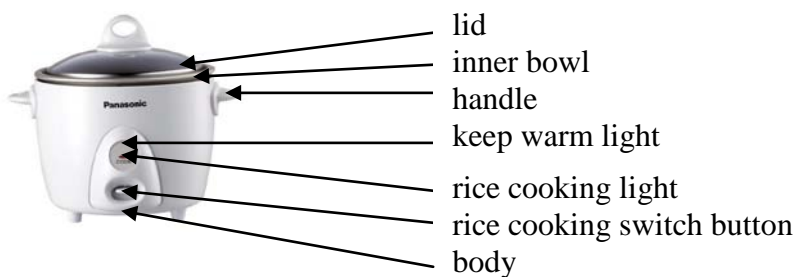 lid
inner bowl
handle
Panasonic
keep warm light
rice cooking light
rice cooking switch button
body